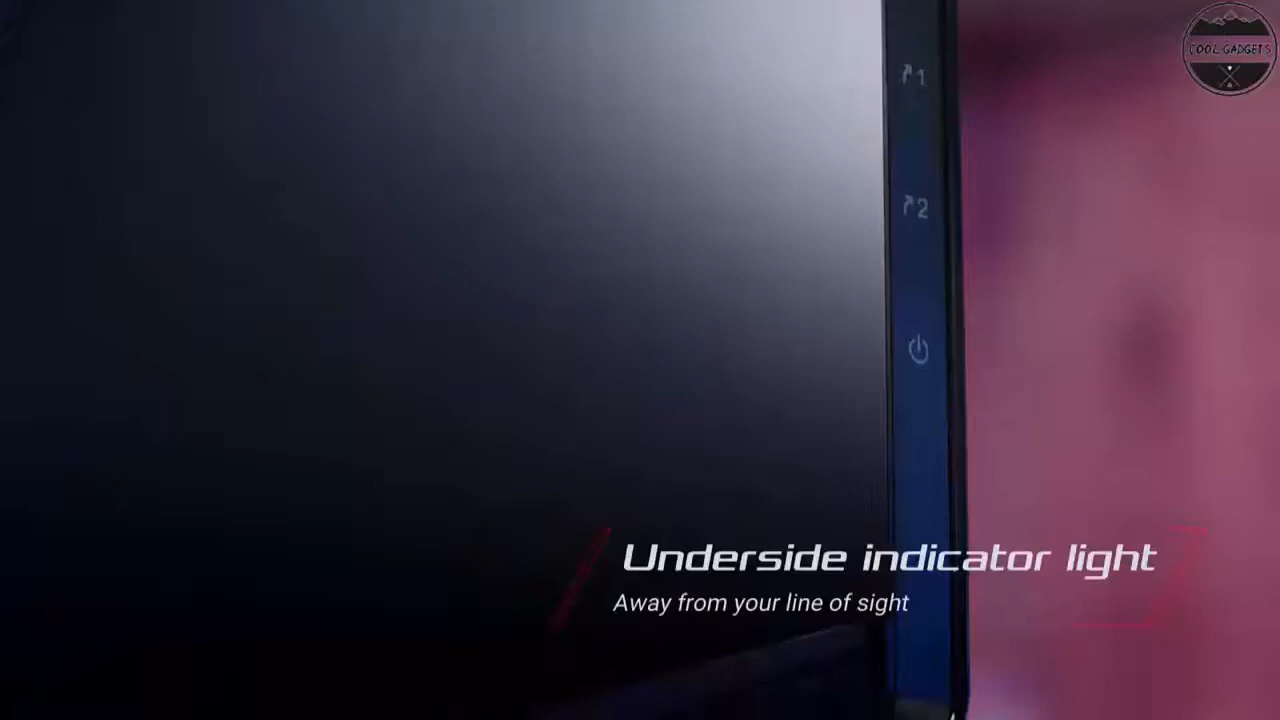 COOL GADGETS
1
2
Underside indicator light
Away from your line of sight